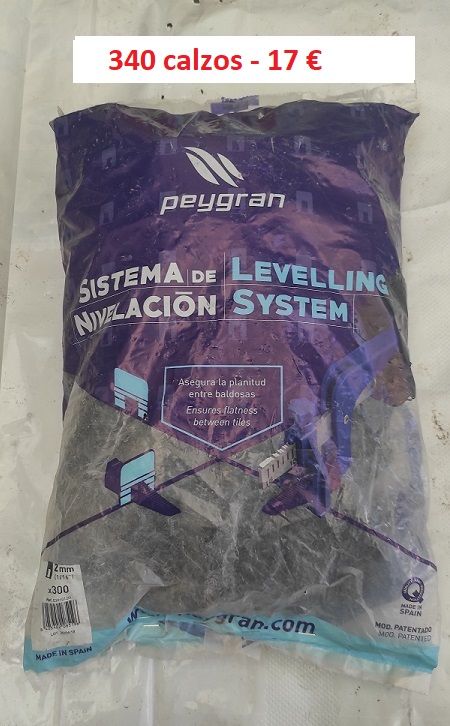 340 calzos - 17 €
peygran
SISTEMA DE
NIVELACIÓN
LEVELLING
SYSTEM
Asegura la planitud
entre baldosas
Ensures flatness
between tiles
2mm
x300
MADE IN SPAIN
MADE IN
SPAIN
MOD. PATENTADO
MOD. PATENTED